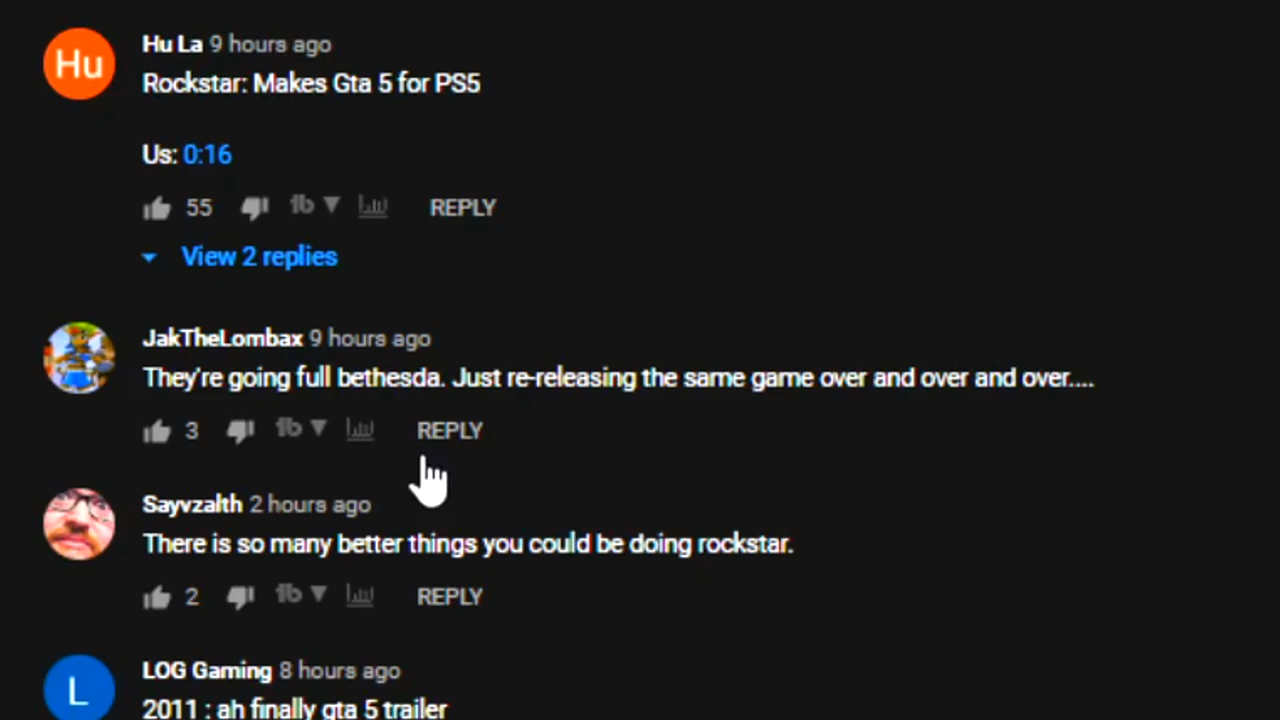 Hu
Hu La 9 hours ago
Rockstar: Makes Gta 5 for PS5
Us: 0:16
55 REPLY
View 2 replies
JakTheLombax 9 hours ago
They're going full bethesda. Just re-releasing the same game over and over and over....
3 REPLY
Sayvzalth 2 hours ago
There is so many better things you could be doing rockstar.
2 REPLY
L
LOG Gaming 8 hours ago
2011 : ah finally gta 5 trailer